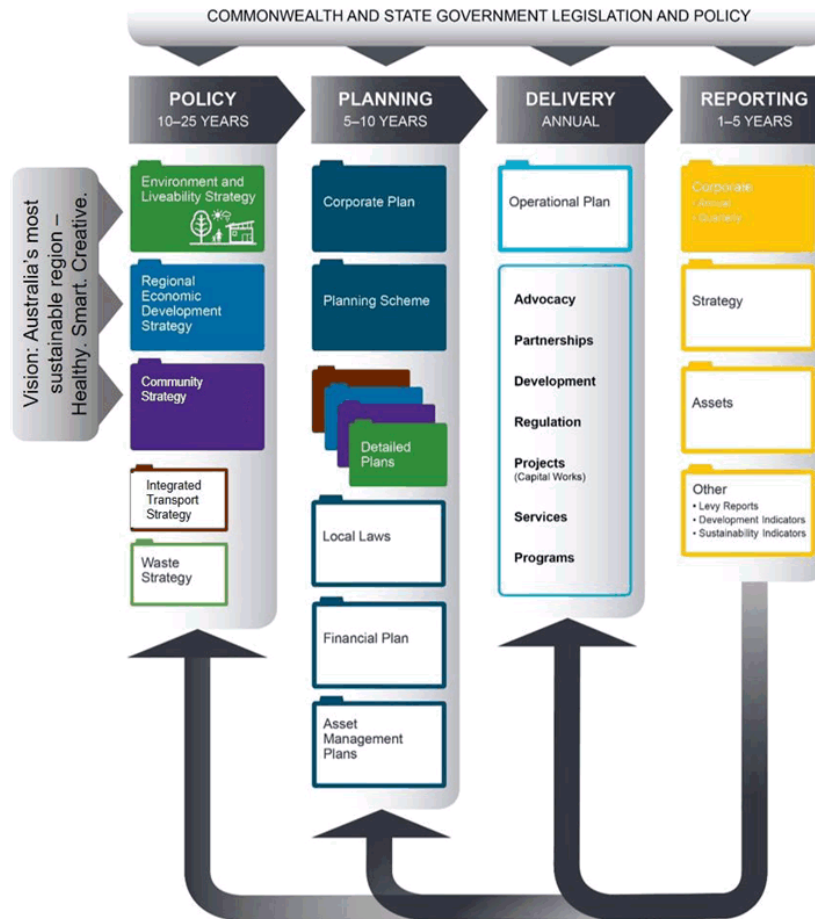 COMMONWEALTH AND STATE GOVERNMENT LEGISLATION AND POLICY
POLICY
10–25 YEARS
PLANNING
5–10 YEARS
DELIVERY
ANNUAL
REPORTING
1–5 YEARS
Vision: Australia's most
sustainable region –
Healthy. Smart. Creative.
Environment and
Liveability Strategy
Regional
Economic
Development
Strategy
Community
Strategy
Integrated
Transport
Strategy
Waste
Strategy
Corporate Plan
Planning Scheme
Detailed
Plans
Local Laws
Financial Plan
Asset
Management
Plans
Operational Plan
Advocacy
Partnerships
Development
Regulation
Projects
(Capital Works)
Services
Programs
Corporate
• Annual
• Quarterly
Strategy
Assets
Other
• Levy Reports
• Development Indicators
• Sustainability Indicators